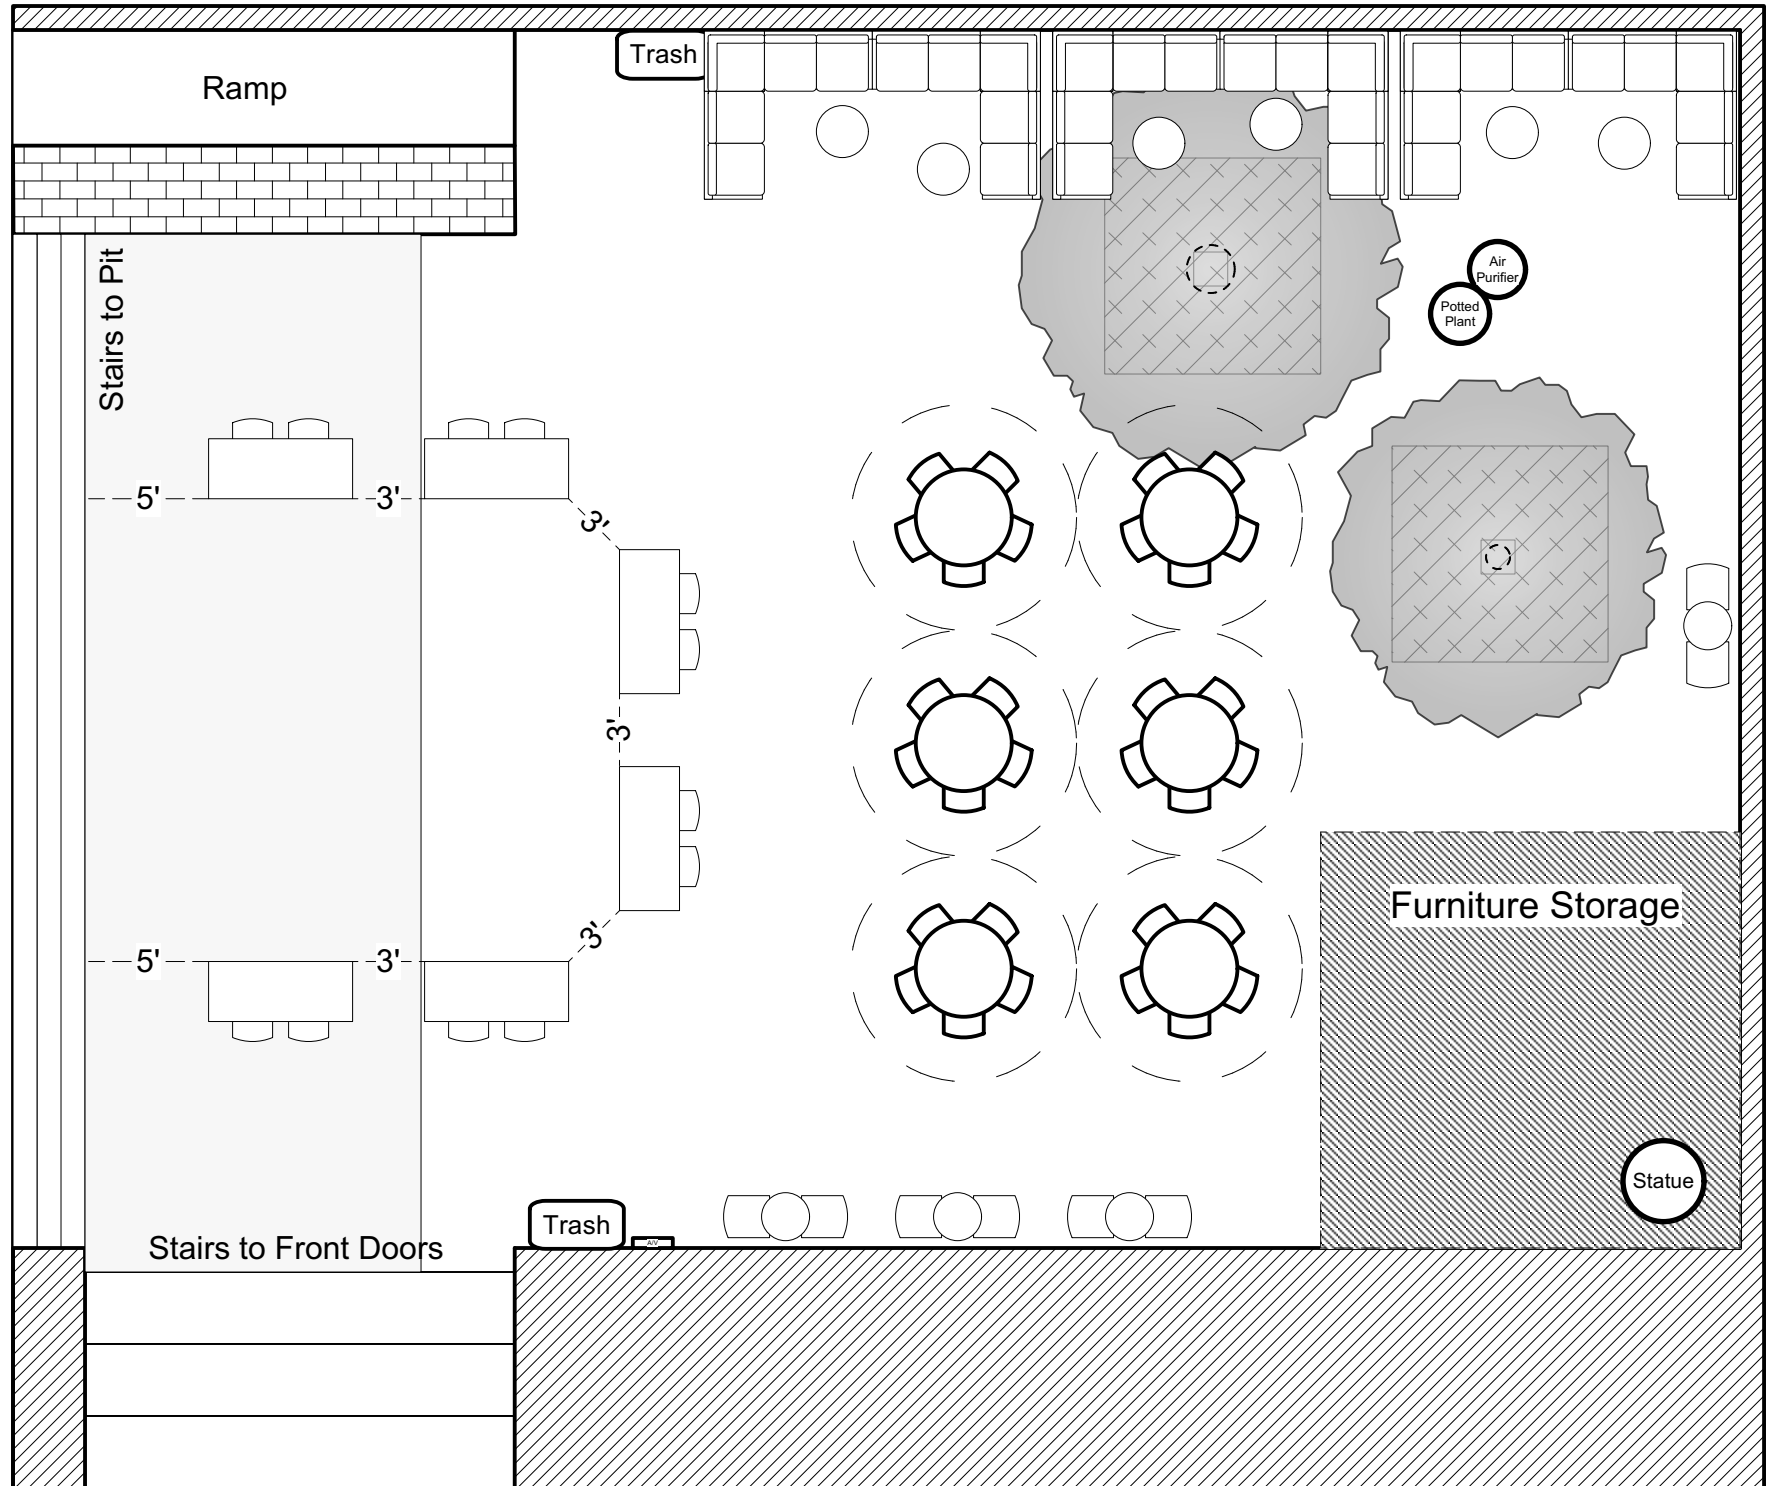 Trash
Ramp
Stairs to Pit
Air
Purifier
Potted
Plant
5'
3'
3'
3'
3'
5'
3'
Furniture Storage
Statue
Trash
A/V
Stairs to Front Doors